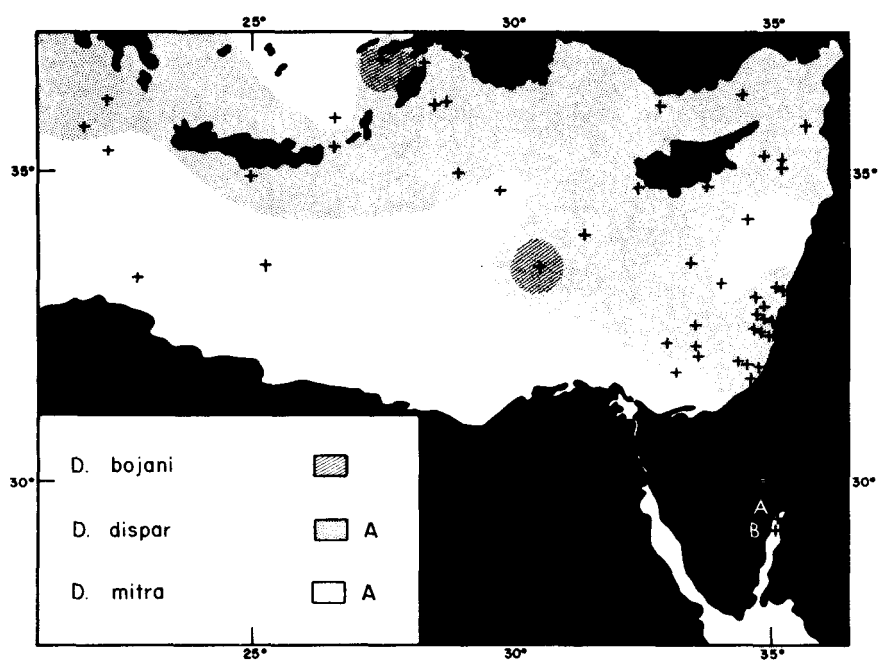 25° 30° 35°
35° 35°
30° 30°
A
B
D. bojani
D. dispar A
D. mitra A
25° 30° 35°